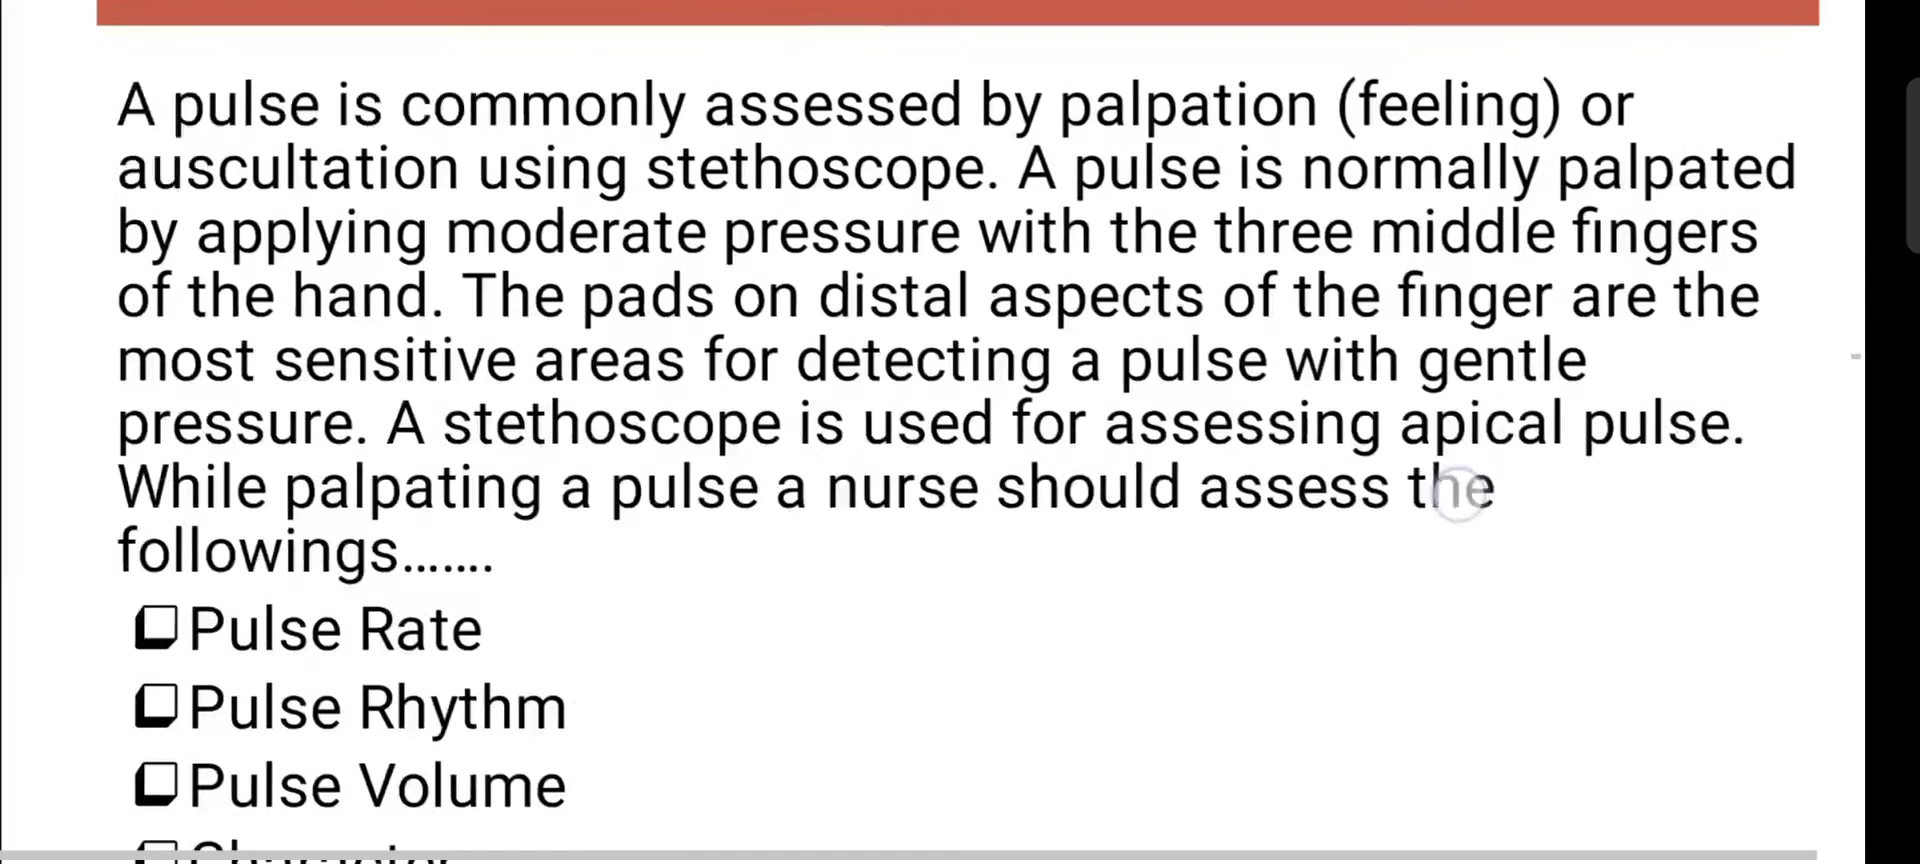 A pulse is commonly assessed by palpation (feeling) or
auscultation using stethoscope. A pulse is normally palpated
by applying moderate pressure with the three middle fingers
of the hand. The pads on distal aspects of the finger are the
most sensitive areas for detecting a pulse with gentle
pressure. A stethoscope is used for assessing apical pulse.
While palpating a pulse a nurse should assess the
followings.......
❑Pulse Rate
❑Pulse Rhythm
❑Pulse Volume